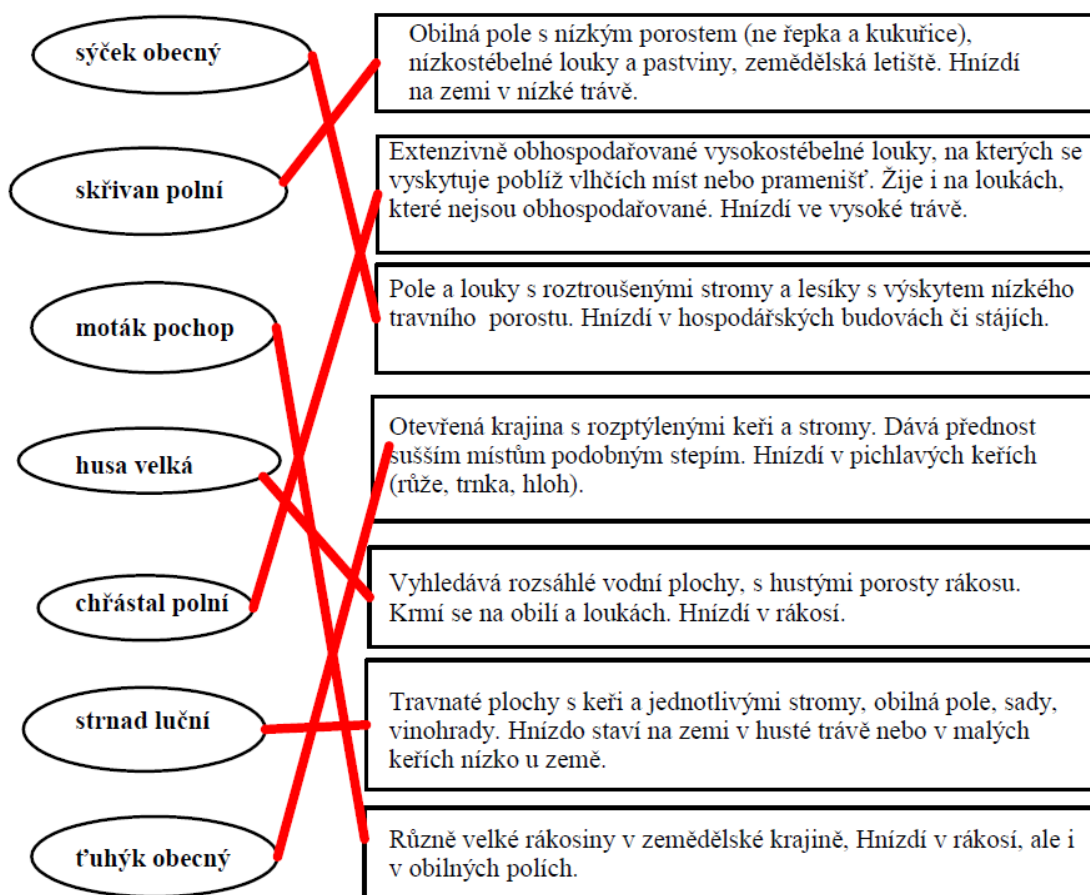 sýček obecný
Obilná pole s nízkým porostem (ne řepka a kukuřice),
nízkostébelné louky a pastviny, zemědělská letiště. Hnízdí
na zemi v nízké trávě.
skřivan polní
Extenzivně obhospodařované vysokostébelné louky, na kterých se
vyskytuje poblíž vlhčích míst nebo pramenišť. Žije i na loukách,
které nejsou obhospodařované. Hnízdí ve vysoké trávě.
moták pochop
Pole a louky s roztroušenými stromy a lesíky s výskytem nízkého
travního porostu. Hnízdí v hospodářských budovách či stájích.
husa velká
Otevřená krajina s rozptýlenými keři a stromy. Dává přednost
sušším místům podobným stepím. Hnízdí v pichlavých keřích
(růže, trnka, hloh).
chřástal polní
Vyhledává rozsáhlé vodní plochy, s hustými porosty rákosu.
Krmí se na obilí a loukách. Hnízdí v rákosí.
strnad luční
Travnaté plochy s keři a jednotlivými stromy, obilná pole, sady,
vinohrady. Hnízdo staví na zemi v husté trávě nebo v malých
keřích nízko u země.
ťuhýk obecný
Různě velké rákosiny v zemědělské krajině, Hnízdí v rákosí, ale i
v obilných polích.